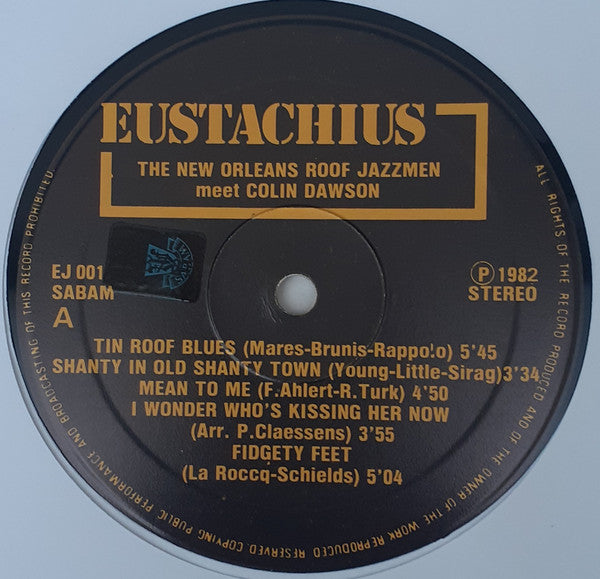 EUSTACHIUS
THE NEW ORLEANS ROOF JAZZMEN
meet COLIN DAWSON
EJ 001
SABAM
A
℗ 1982
STEREO
TIN ROOF BLUES (Mares-Brunis-Rappolo) 5'45
SHANTY IN OLD SHANTY TOWN (Young-Little-Sirag)3'34
MEAN TO ME (F.Ahlert-R.Turk) 4'50
I WONDER WHO'S KISSING HER NOW
(Arr. P.Claessens) 3'55
FIDGETY FEET
(La Roccq-Schields) 5'04
ALL RIGHTS OF THE RECORD PRODUCED AND OF THE OWNER OF THE WORK REPRODUCED RESERVED. COPYING PUBLIC PERFORMANCE AND BROADCASTING OF THIS RECORD PROHIBITED